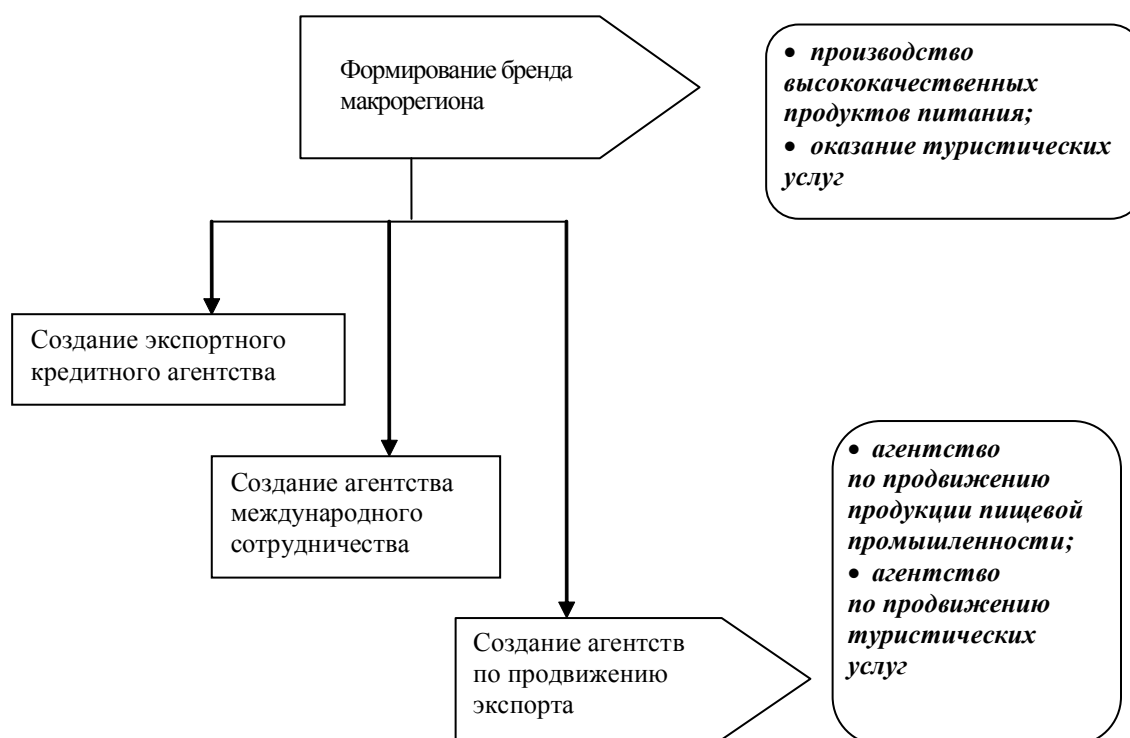 Формирование бренда
макрорегиона
• производство
высококачественных
продуктов питания;
• оказание туристических
услуг
Создание экспортного
кредитного агентства
Создание агентства
международного
сотрудничества
Создание агентств
по продвижению
экспорта
• агентство
по продвижению
продукции пищевой
промышленности;
• агентство
по продвижению
туристических
услуг